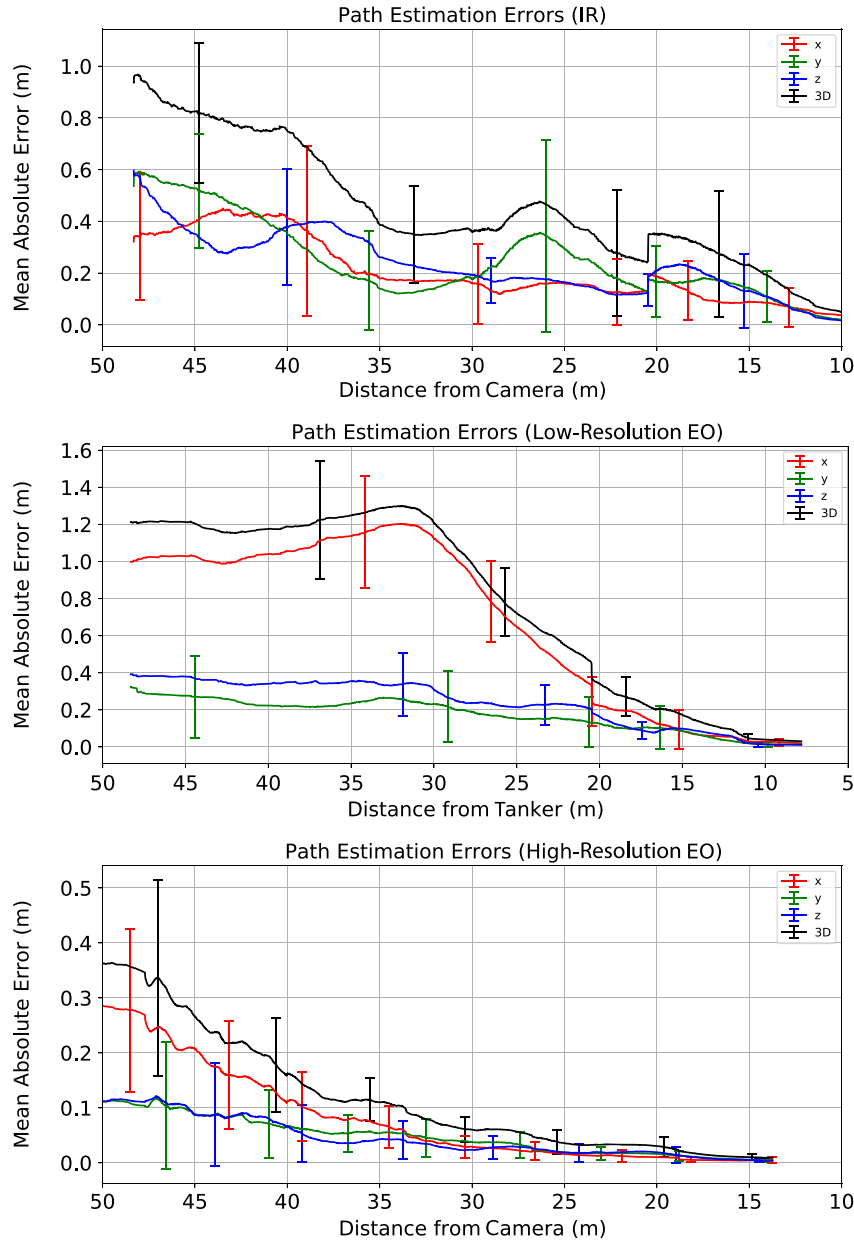 Path Estimation Errors (IR)
Mean Absolute Error (m)
1.0
0.8
0.6
0.4
0.2
0.0
x
y
z
3D
50 45 40 35 30 25 20 15 10
Distance from Camera (m)
Path Estimation Errors (Low-Resolution EO)
Mean Absolute Error (m)
1.6
1.4
1.2
1.0
0.8
0.6
0.4
0.2
0.0
x
y
z
3D
50 45 40 35 30 25 20 15 10 5
Distance from Tanker (m)
Path Estimation Errors (High-Resolution EO)
Mean Absolute Error (m)
0.5
0.4
0.3
0.2
0.1
0.0
x
y
z
3D
50 45 40 35 30 25 20 15 10
Distance from Camera (m)